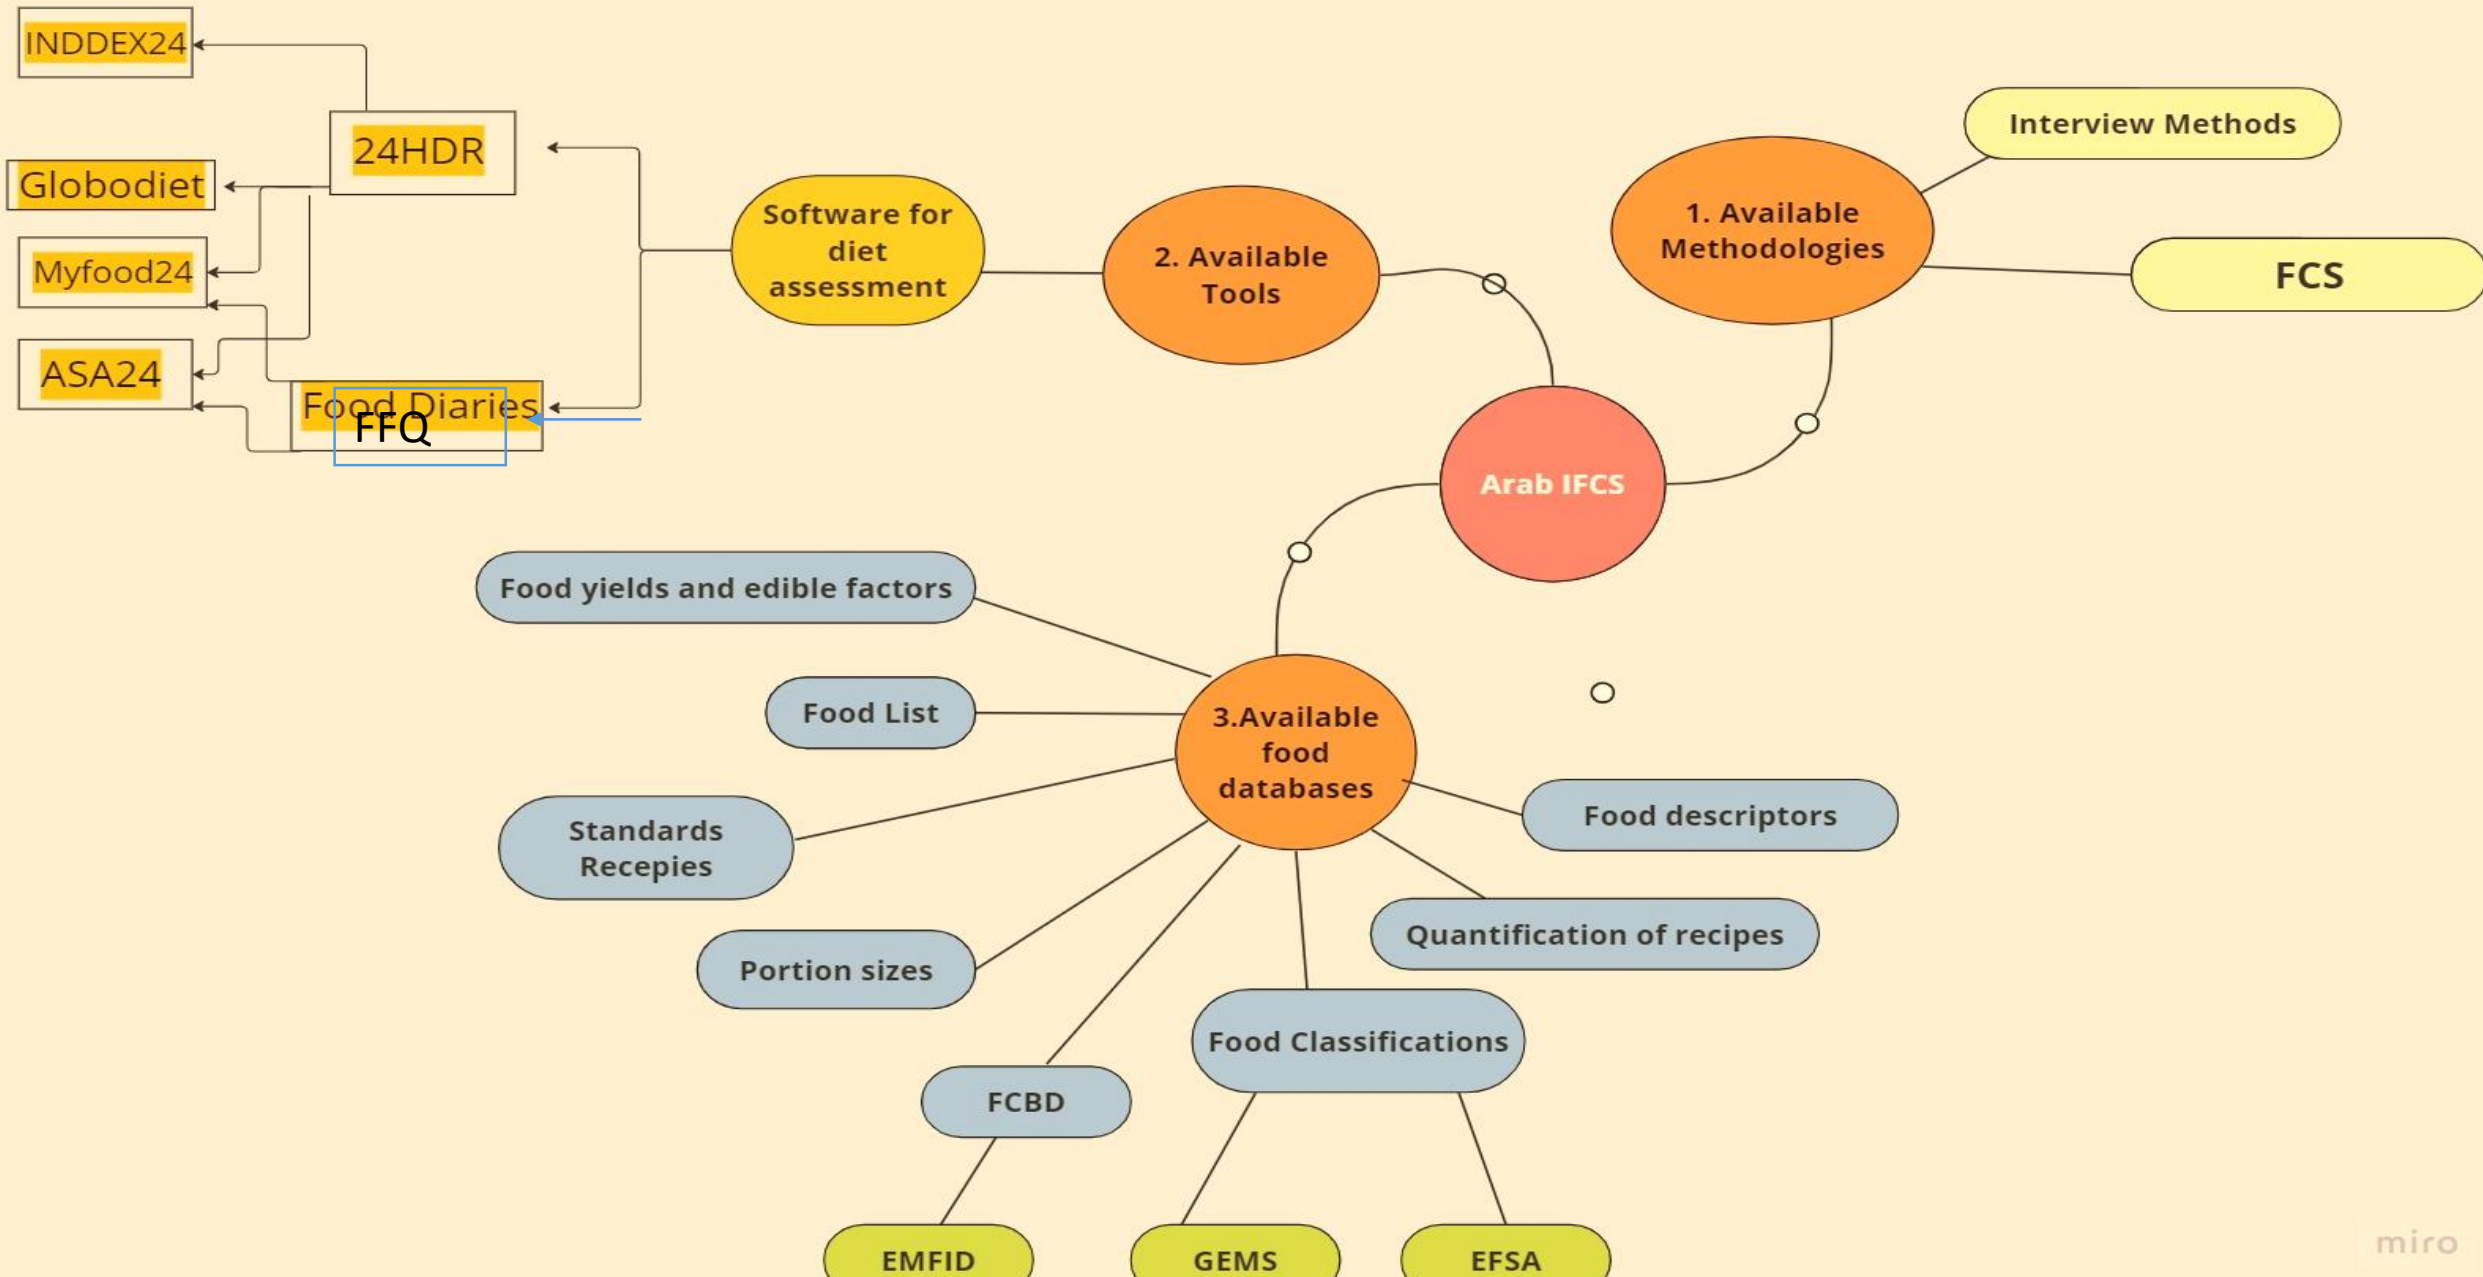 INDDEX24
24HDR
Globodiet
Myfood24
ASA24
Food Diaries
FFQ
Software for
diet
assessment
2. Available
Tools
1. Available
Methodologies
Interview Methods
FCS
Arab IFCS
Food yields and edible factors
Food List
Standards
Recepies
Portion sizes
3.Available
food
databases
Food descriptors
Quantification of recipes
Food Classifications
FCBD
EMFID
GEMS
EFSA
miro